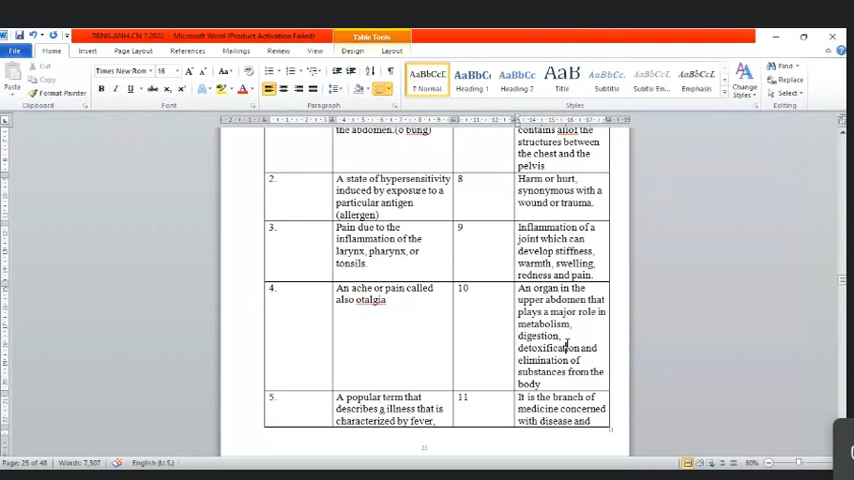 .TIENG.ANH.CN 7,2022 - Microsoft Word (Product Activation Failed)
Table Tools
File Home Insert Page Layout References Mailings Review View Design Layout
Cut
Copy
Format Painter
Paste
Clipboard
Times New Rom 16
Font
Paragraph
AaBbCcI
¶ Normal
AaBbCc
Heading 1
AaBbCc
Heading 2
AaB
Title
AaBbCc.
Subtitle
AaBbCcL
Emphasis
Change
Styles
Styles
Find
Replace
Select
Editing
the abdomen.(ổ bụng)
contains allof the
structures between
the chest and the
pelvis
2.
A state of hypersensitivity
induced by exposure to a
particular antigen
(allergen)
8
Harm or hurt,
synonymous with a
wound or trauma.
3.
Pain due to the
inflammation of the
larynx, pharynx, or
tonsils.
9
Inflammation of a
joint which can
develop stiffness,
warmth, swelling,
redness and pain.
4.
An ache or pain called
also otalgia
10
An organ in the
upper abdomen that
plays a major role in
metabolism,
digestion,
detoxification and
elimination of
substances from the
body
5.
A popular term that
describes a illness that is
characterized by fever,
11
It is the branch of
medicine concerned
with disease and
Page: 25 of 48 Words: 7,307 English (U.S.) 80%